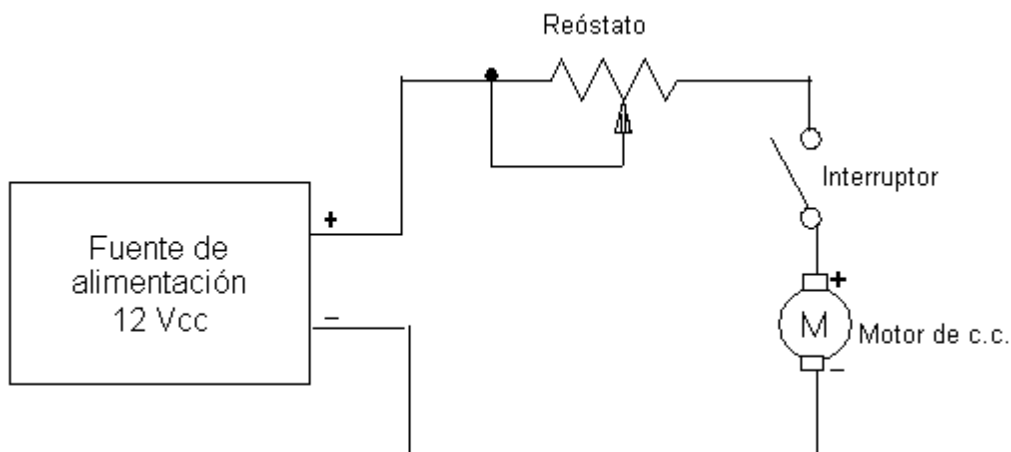 Reóstato
Interruptor
+
Fuente de
alimentación
12 Vcc
–
+
M
Motor de c.c.
–